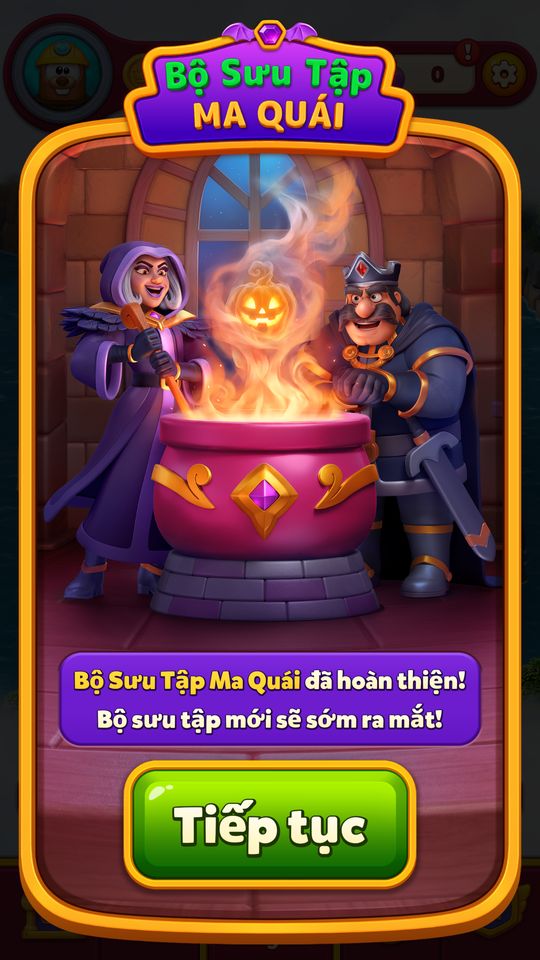 Bộ Sưu Tập
MA QUÁI
0
!
Bộ Sưu Tập Ma Quái đã hoàn thiện!
Bộ sưu tập mới sẽ sớm ra mắt!
Tiếp tục